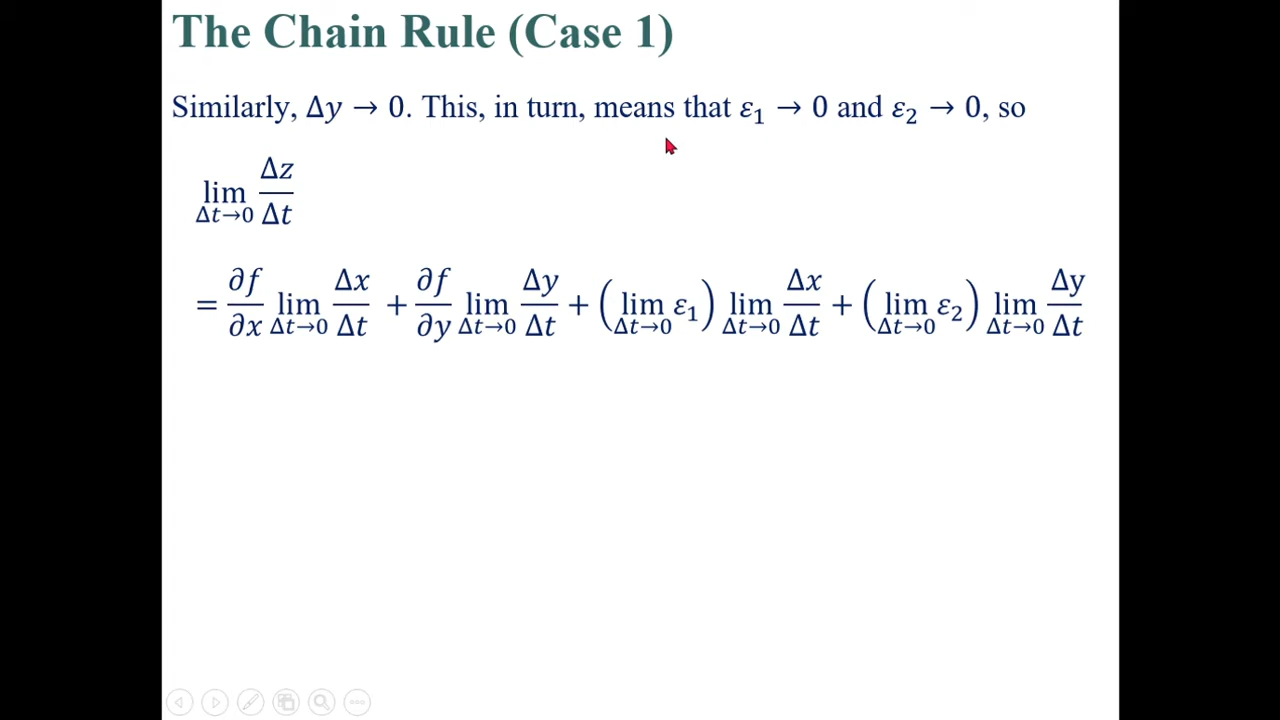 The Chain Rule (Case 1)
Similarly, Δy → 0. This, in turn, means that ε₁ → 0 and ε₂ → 0, so
lim_{Δt→0} Δz/Δt
= ∂f/∂x lim_{Δt→0} Δx/Δt + ∂f/∂y lim_{Δt→0} Δy/Δt + (lim_{Δt→0} ε₁) lim_{Δt→0} Δx/Δt + (lim_{Δt→0} ε₂) lim_{Δt→0} Δy/Δt